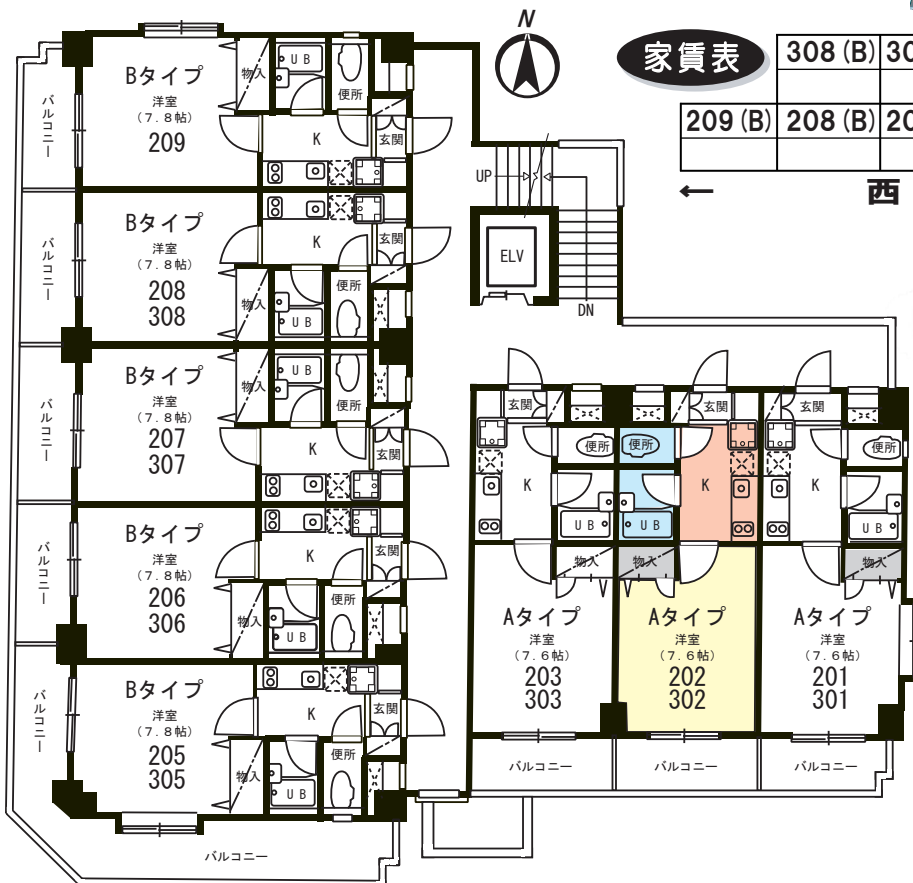 N
家賃表
308(B)
30
209(B)
208(B)
20
←
西
バルコニー
Bタイプ
洋室
(7.8帖)
209
物入
UB
便所
K
玄関
バルコニー
Bタイプ
洋室
(7.8帖)
208
308
K
玄関
物入
UB
便所
バルコニー
Bタイプ
洋室
(7.8帖)
207
307
物入
UB
便所
K
玄関
バルコニー
Bタイプ
洋室
(7.8帖)
206
306
K
玄関
物入
UB
便所
バルコニー
Bタイプ
洋室
(7.8帖)
205
305
K
玄関
物入
UB
便所
バルコニー
UP
ELV
DN
玄関
便所
K
UB
物入
Aタイプ
洋室
(7.6帖)
203
303
バルコニー
玄関
便所
K
UB
物入
Aタイプ
洋室
(7.6帖)
202
302
バルコニー
玄関
便所
K
UB
物入
Aタイプ
洋室
(7.6帖)
201
301
バルコニー